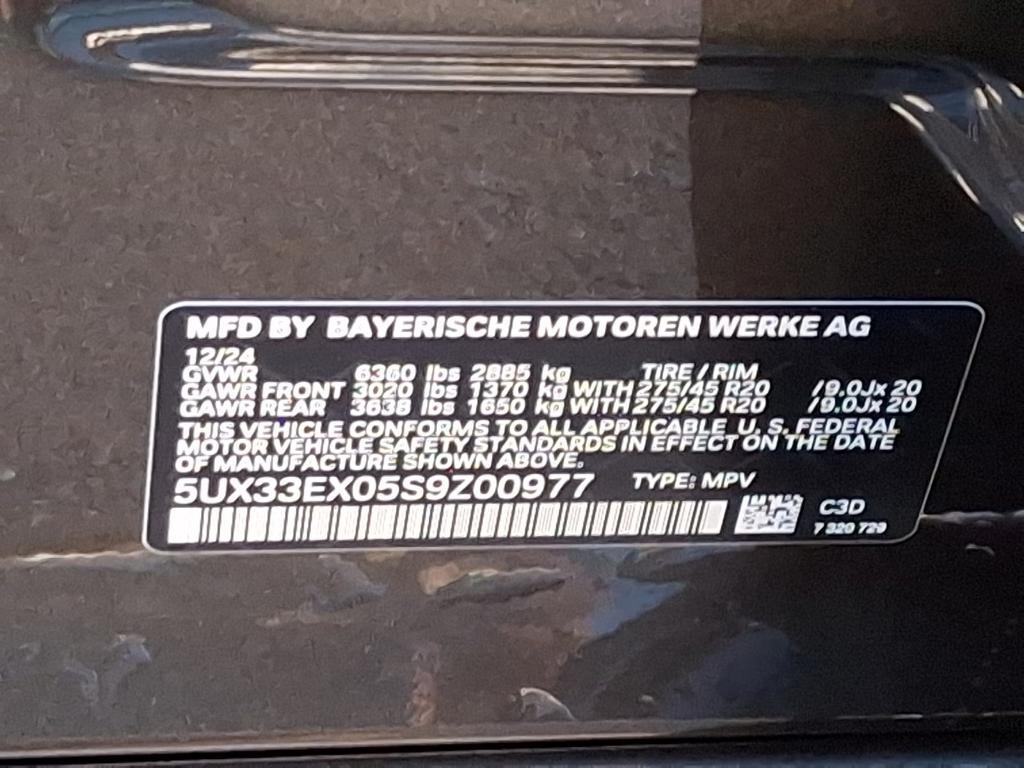 MFD BY BAYERISCHE MOTOREN WERKE AG
12/24
GVWR 6360 lbs 2885 kg TIRE / RIM
GAWR FRONT 3020 lbs 1370 kg WITH 275/45 R20 /9.0Jx 20
GAWR REAR 3638 lbs 1650 kg WITH 275/45 R20 /9.0Jx 20
THIS VEHICLE CONFORMS TO ALL APPLICABLE U.S. FEDERAL
MOTOR VEHICLE SAFETY STANDARDS IN EFFECT ON THE DATE
OF MANUFACTURE SHOWN ABOVE.
5UX33EX05S9Z00977 TYPE: MPV
C3D
7 320 729